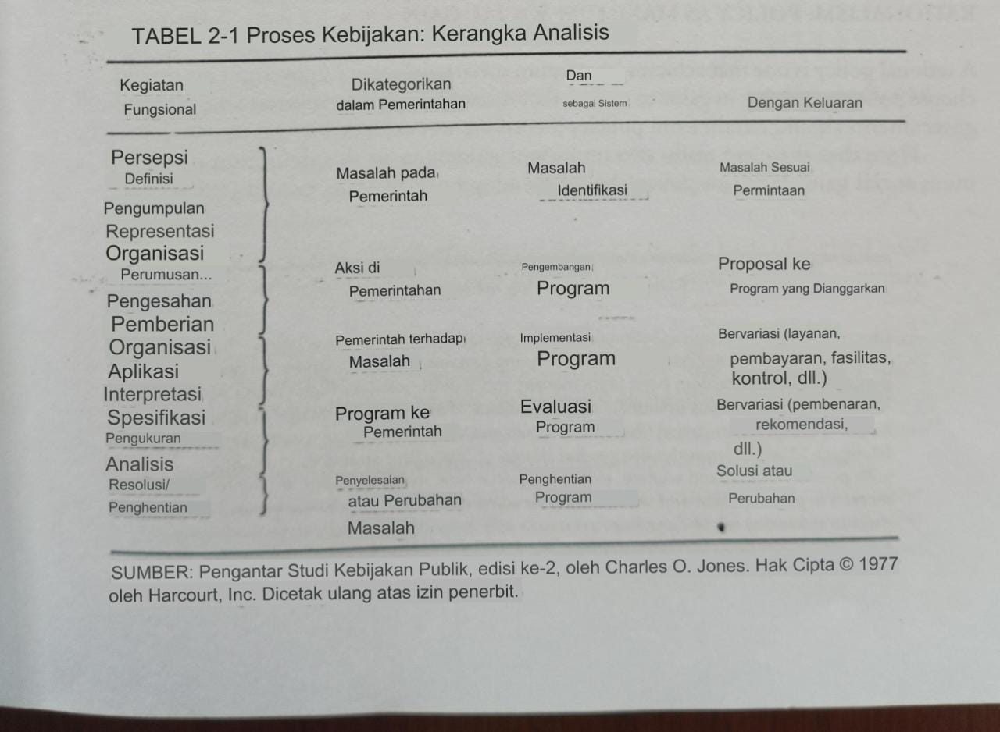 TABEL 2-1 Proses Kebijakan: Kerangka Analisis
Kegiatan
Fungsional
Dikategorikan
dalam Pemerintahan
Dan
sebagai Sistem
Dengan Keluaran
Persepsi
Definisi
Pengumpulan
Representasi
Organisasi
Masalah pada
Pemerintah
Masalah
Identifikasi
Masalah Sesuai
Permintaan
Perumusan...
Pengesahan
Pemberian
Aksi di
Pemerintahan
Pengembangan
Program
Proposal ke
Program yang Dianggarkan
Organisasi
Aplikasi
Interpretasi
Pemerintah terhadap
Masalah
Implementasi
Program
Bervariasi (layanan,
pembayaran, fasilitas,
kontrol, dll.)
Spesifikasi
Pengukuran
Analisis
Program ke
Pemerintah
Evaluasi
Program
Bervariasi (pembenaran,
rekomendasi,
dll.)
Resolusi/
Penghentian
Penyelesaian
atau Perubahan
Masalah
Penghentian
Program
Solusi atau
Perubahan
SUMBER: Pengantar Studi Kebijakan Publik, edisi ke-2, oleh Charles O. Jones. Hak Cipta © 1977
oleh Harcourt, Inc. Dicetak ulang atas izin penerbit.